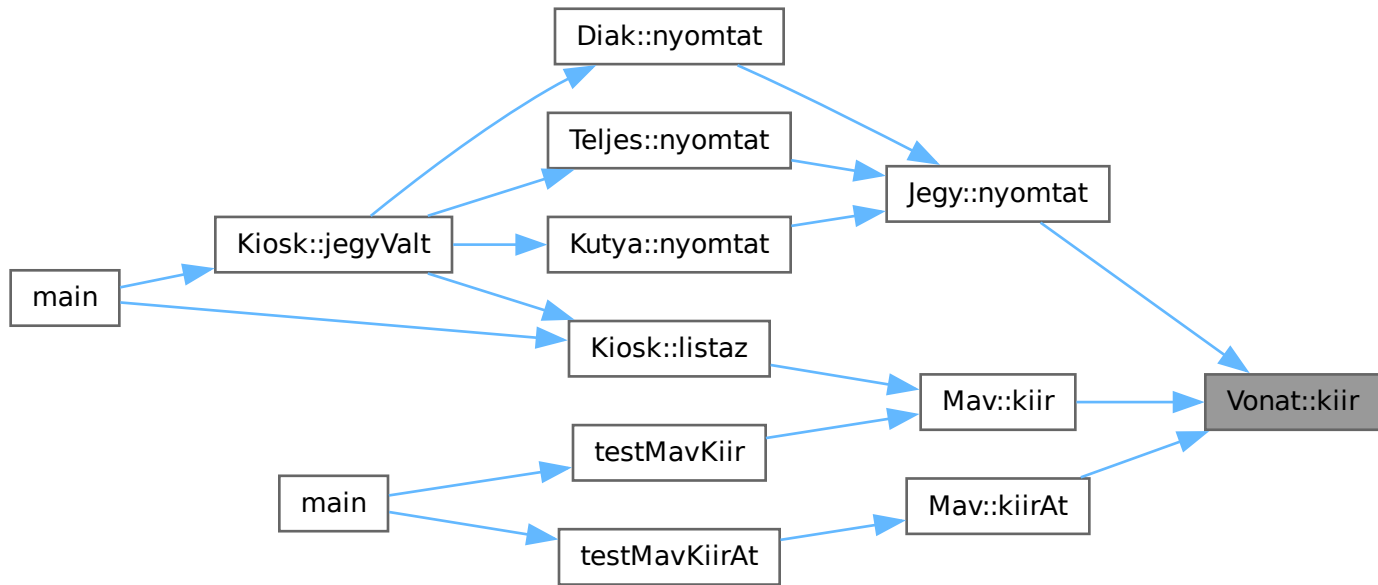 Diak::nyomtat
Teljes::nyomtat
Jegy::nyomtat
Kiosk::jegyValt
Kutya::nyomtat
main
Kiosk::listaz
Mav::kiir
Vonat::kiir
testMavKiir
main
Mav::kiirAt
testMavKiirAt